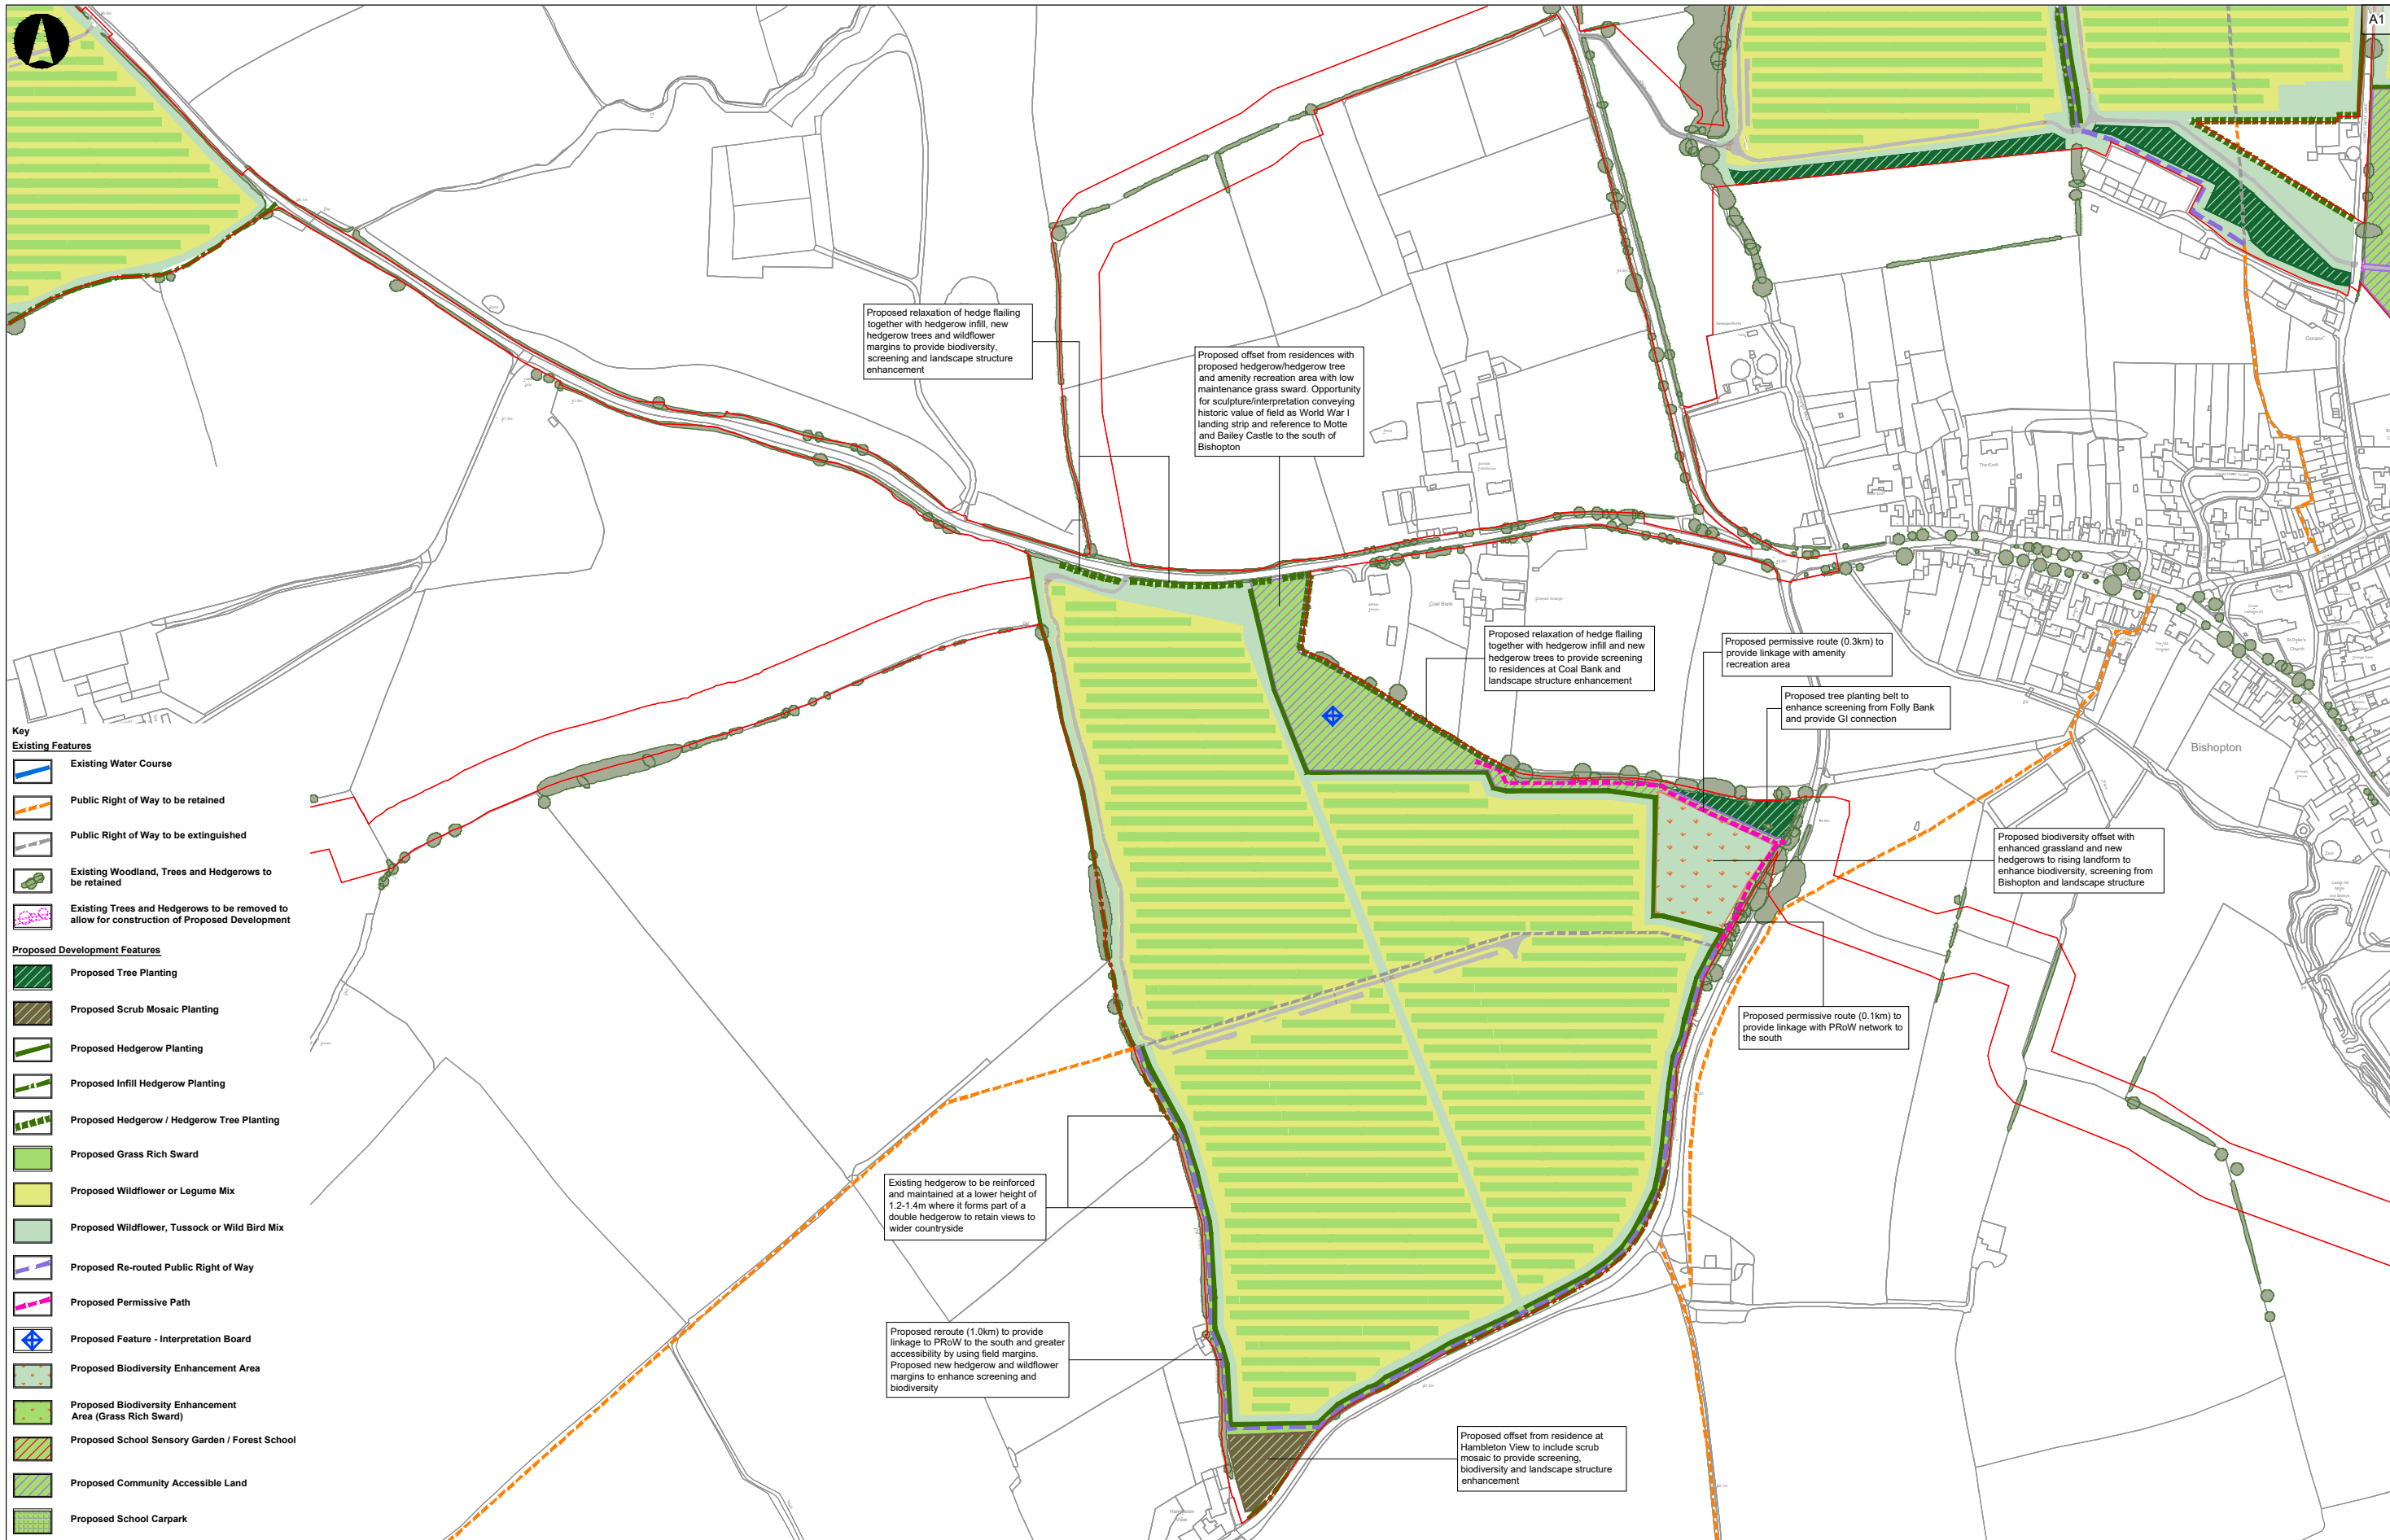 A1
Proposed relaxation of hedge flailing
together with hedgerow infill, new
hedgerow trees and wildflower
margins to provide biodiversity,
screening and landscape structure
enhancement
Proposed offset from residences with
proposed hedgerow/hedgerow tree
and amenity recreation area with low
maintenance grass sward. Opportunity
for sculpture/interpretation conveying
historic value of field as World War I
landing strip and reference to Motte
and Bailey Castle to the south of
Bishopton
The Croft
Coal Bank
St Peter's
Church
Proposed relaxation of hedge flailing
together with hedgerow infill and new
hedgerow trees to provide screening
to residences at Coal Bank and
landscape structure enhancement
Proposed permissive route (0.3km) to
provide linkage with amenity
recreation area
Proposed tree planting belt to
enhance screening from Folly Bank
and provide GI connection
Bishopton
Proposed biodiversity offset with
enhanced grassland and new
hedgerows to rising landform to
enhance biodiversity, screening from
Bishopton and landscape structure
Proposed permissive route (0.1km) to
provide linkage with PRoW network to
the south
Existing hedgerow to be reinforced
and maintained at a lower height of
1.2-1.4m where it forms part of a
double hedgerow to retain views to
wider countryside
Proposed reroute (1.0km) to provide
linkage to PRoW to the south and greater
accessibility by using field margins.
Proposed new hedgerow and wildflower
margins to enhance screening and
biodiversity
Proposed offset from residence at
Hambleton View to include scrub
mosaic to provide screening,
biodiversity and landscape structure
enhancement
Hambleton
View
Key
Existing Features
Existing Water Course
Public Right of Way to be retained
Public Right of Way to be extinguished
Existing Woodland, Trees and Hedgerows to
be retained
Existing Trees and Hedgerows to be removed to
allow for construction of Proposed Development
Proposed Development Features
Proposed Tree Planting
Proposed Scrub Mosaic Planting
Proposed Hedgerow Planting
Proposed Infill Hedgerow Planting
Proposed Hedgerow / Hedgerow Tree Planting
Proposed Grass Rich Sward
Proposed Wildflower or Legume Mix
Proposed Wildflower, Tussock or Wild Bird Mix
Proposed Re-routed Public Right of Way
Proposed Permissive Path
Proposed Feature - Interpretation Board
Proposed Biodiversity Enhancement Area
Proposed Biodiversity Enhancement
Area (Grass Rich Sward)
Proposed School Sensory Garden / Forest School
Proposed Community Accessible Land
Proposed School Carpark